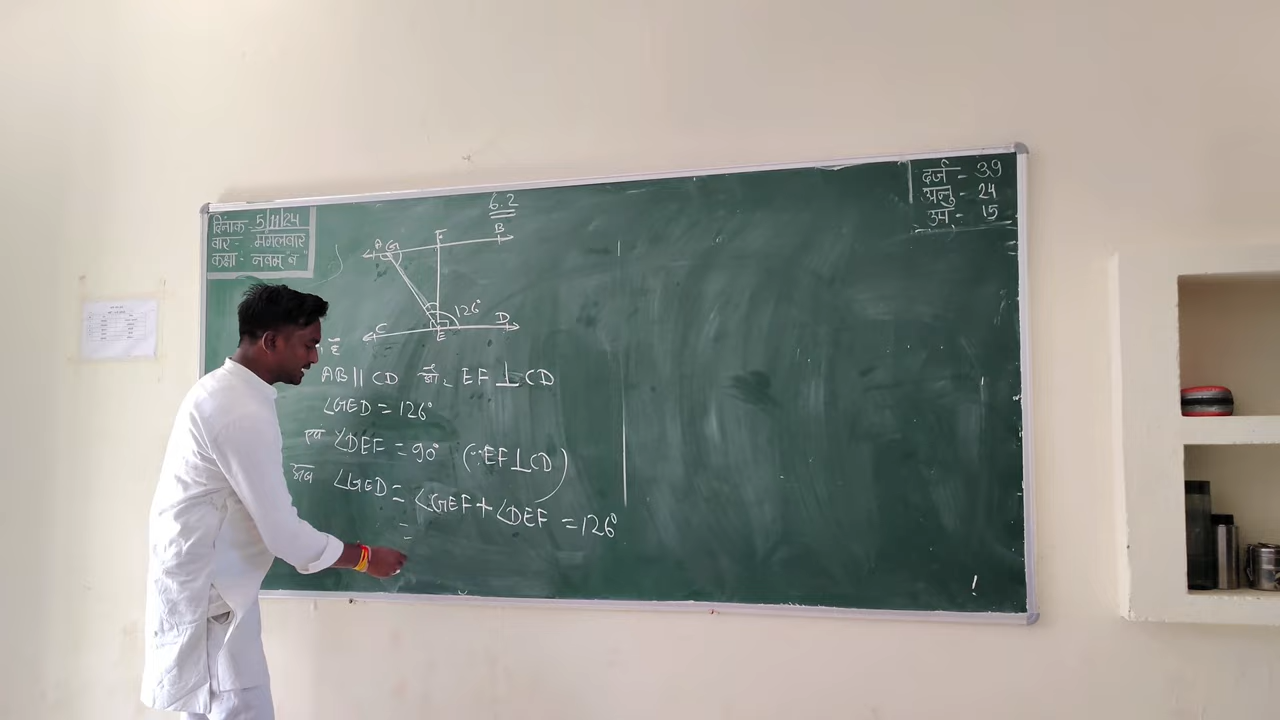 दिनांक - 5/11/24
वार - मंगलवार
कक्षा - नवम् "ब"
6.2
दर्ज - 39
अनु - 24
उप - 15
A G F B
126°
C E D
AB || CD EF ⊥ CD
∠GED = 126°
एवं ∠DEF = 90° (∵ EF ⊥ CD)
अब ∠GED = ∠GEF + ∠DEF = 126°
=